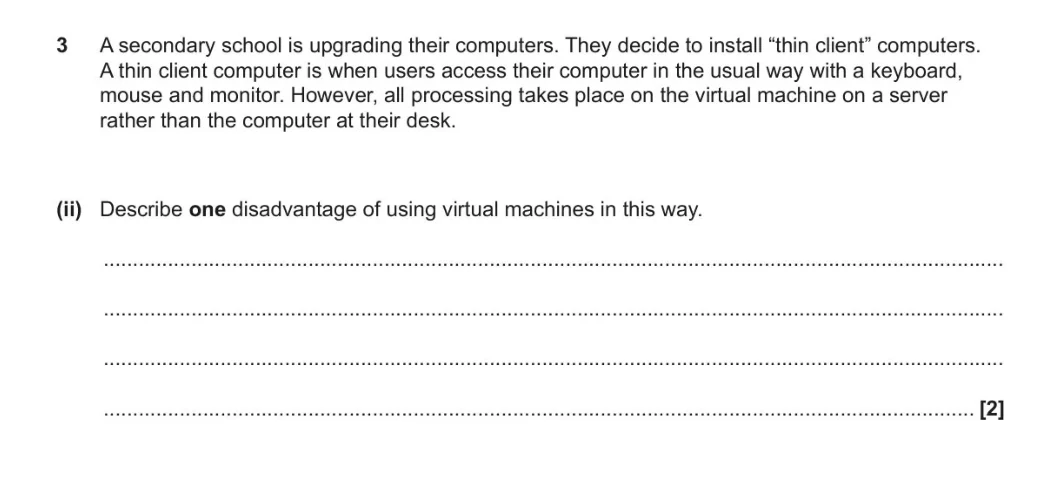 3 A secondary school is upgrading their computers. They decide to install “thin client” computers.
A thin client computer is when users access their computer in the usual way with a keyboard,
mouse and monitor. However, all processing takes place on the virtual machine on a server
rather than the computer at their desk.
(ii) Describe one disadvantage of using virtual machines in this way.
[2]